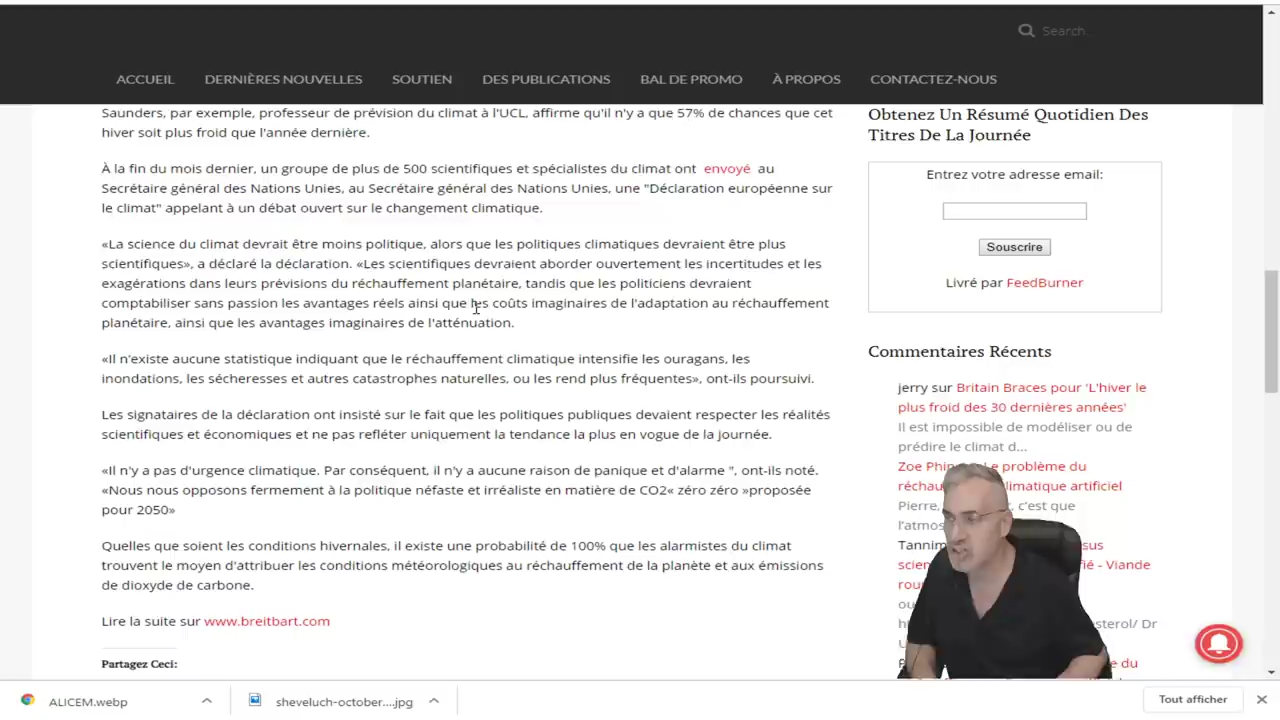 Search...
ACCUEIL DERNIÈRES NOUVELLES SOUTIEN DES PUBLICATIONS BAL DE PROMO À PROPOS CONTACTEZ-NOUS
Saunders, par exemple, professeur de prévision du climat à l'UCL, affirme qu'il n'y a que 57% de chances que cet
hiver soit plus froid que l'année dernière.
À la fin du mois dernier, un groupe de plus de 500 scientifiques et spécialistes du climat ont envoyé au
Secrétaire général des Nations Unies, au Secrétaire général des Nations Unies, une "Déclaration européenne sur
le climat" appelant à un débat ouvert sur le changement climatique.
«La science du climat devrait être moins politique, alors que les politiques climatiques devraient être plus
scientifiques», a déclaré la déclaration. «Les scientifiques devraient aborder ouvertement les incertitudes et les
exagérations dans leurs prévisions du réchauffement planétaire, tandis que les politiciens devraient
comptabiliser sans passion les avantages réels ainsi que les coûts imaginaires de l'adaptation au réchauffement
planétaire, ainsi que les avantages imaginaires de l'atténuation.
«Il n'existe aucune statistique indiquant que le réchauffement climatique intensifie les ouragans, les
inondations, les sécheresses et autres catastrophes naturelles, ou les rend plus fréquentes», ont-ils poursuivi.
Les signataires de la déclaration ont insisté sur le fait que les politiques publiques devaient respecter les réalités
scientifiques et économiques et ne pas refléter uniquement la tendance la plus en vogue de la journée.
«Il n'y a pas d'urgence climatique. Par conséquent, il n'y a aucune raison de panique et d'alarme ", ont-ils noté.
«Nous nous opposons fermement à la politique néfaste et irréaliste en matière de CO2« zéro zéro »proposée
pour 2050»
Quelles que soient les conditions hivernales, il existe une probabilité de 100% que les alarmistes du climat
trouvent le moyen d'attribuer les conditions météorologiques au réchauffement de la planète et aux émissions
de dioxyde de carbone.
Lire la suite sur www.breitbart.com
Partagez Ceci:
Obtenez Un Résumé Quotidien Des
Titres De La Journée
Entrez votre adresse email:
Souscrire
Livré par FeedBurner
Commentaires Récents
jerry sur Britain Braces pour 'L'hiver le
plus froid des 30 dernières années'
Il est impossible de modéliser ou de
prédire le climat d...
Zoe Phin Le problème du
climatique artificiel
Pierre, c'est que
Tannim
- Viande
Dr
du
ALICEM.webp
sheveluch-october....jpg
Tout afficher